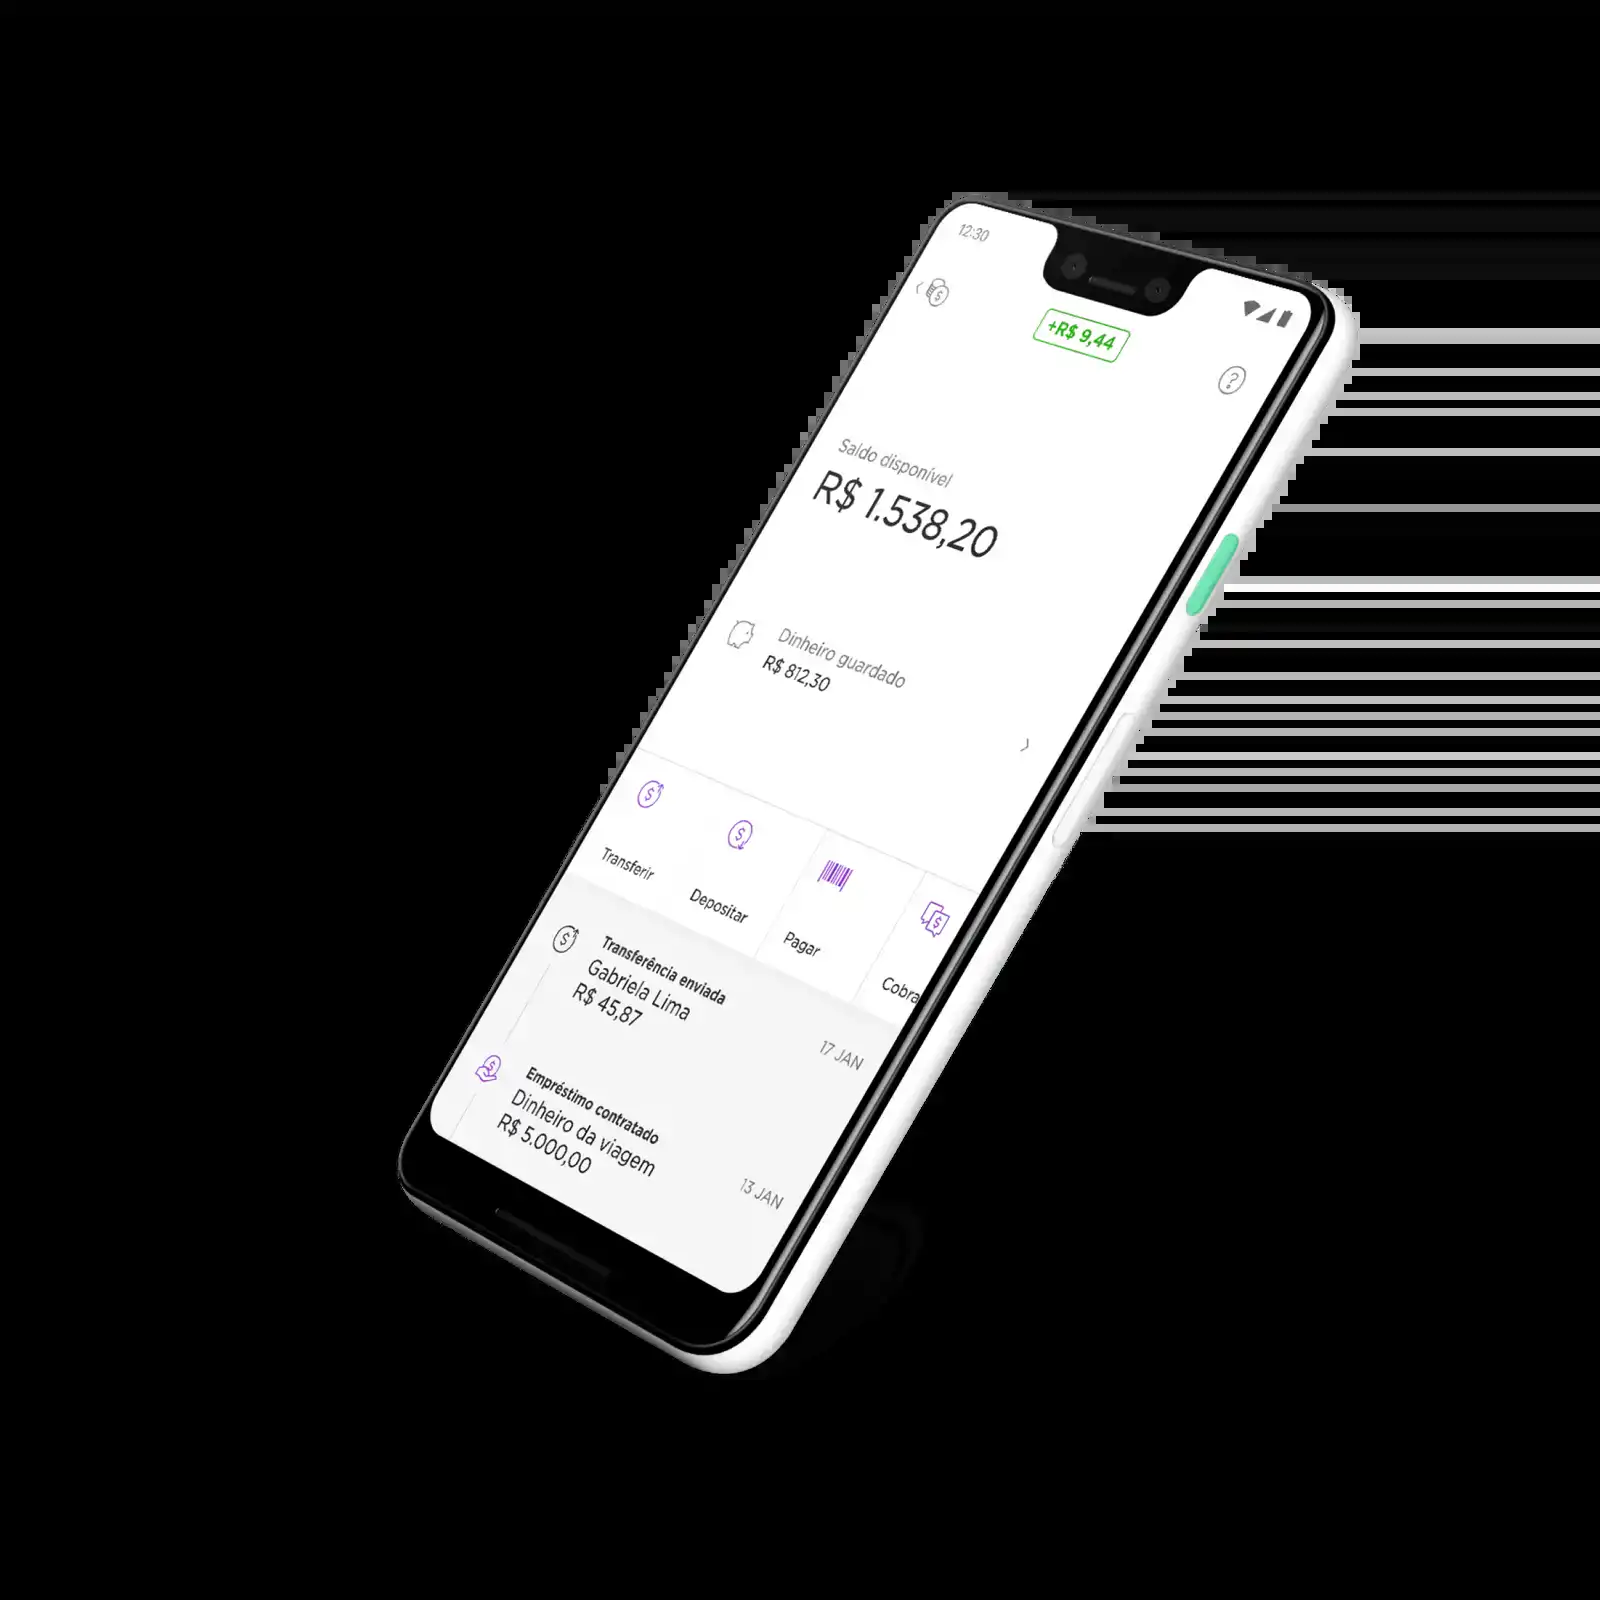 12:30
+R$ 9,44
?
Saldo disponível
R$ 1.538,20
Dinheiro guardado
R$ 812,30
Transferir
Depositar
Pagar
Cobra
Transferência enviada
Gabriela Lima
R$ 45,87
17 JAN
Empréstimo contratado
Dinheiro da viagem
R$ 5.000,00
13 JAN